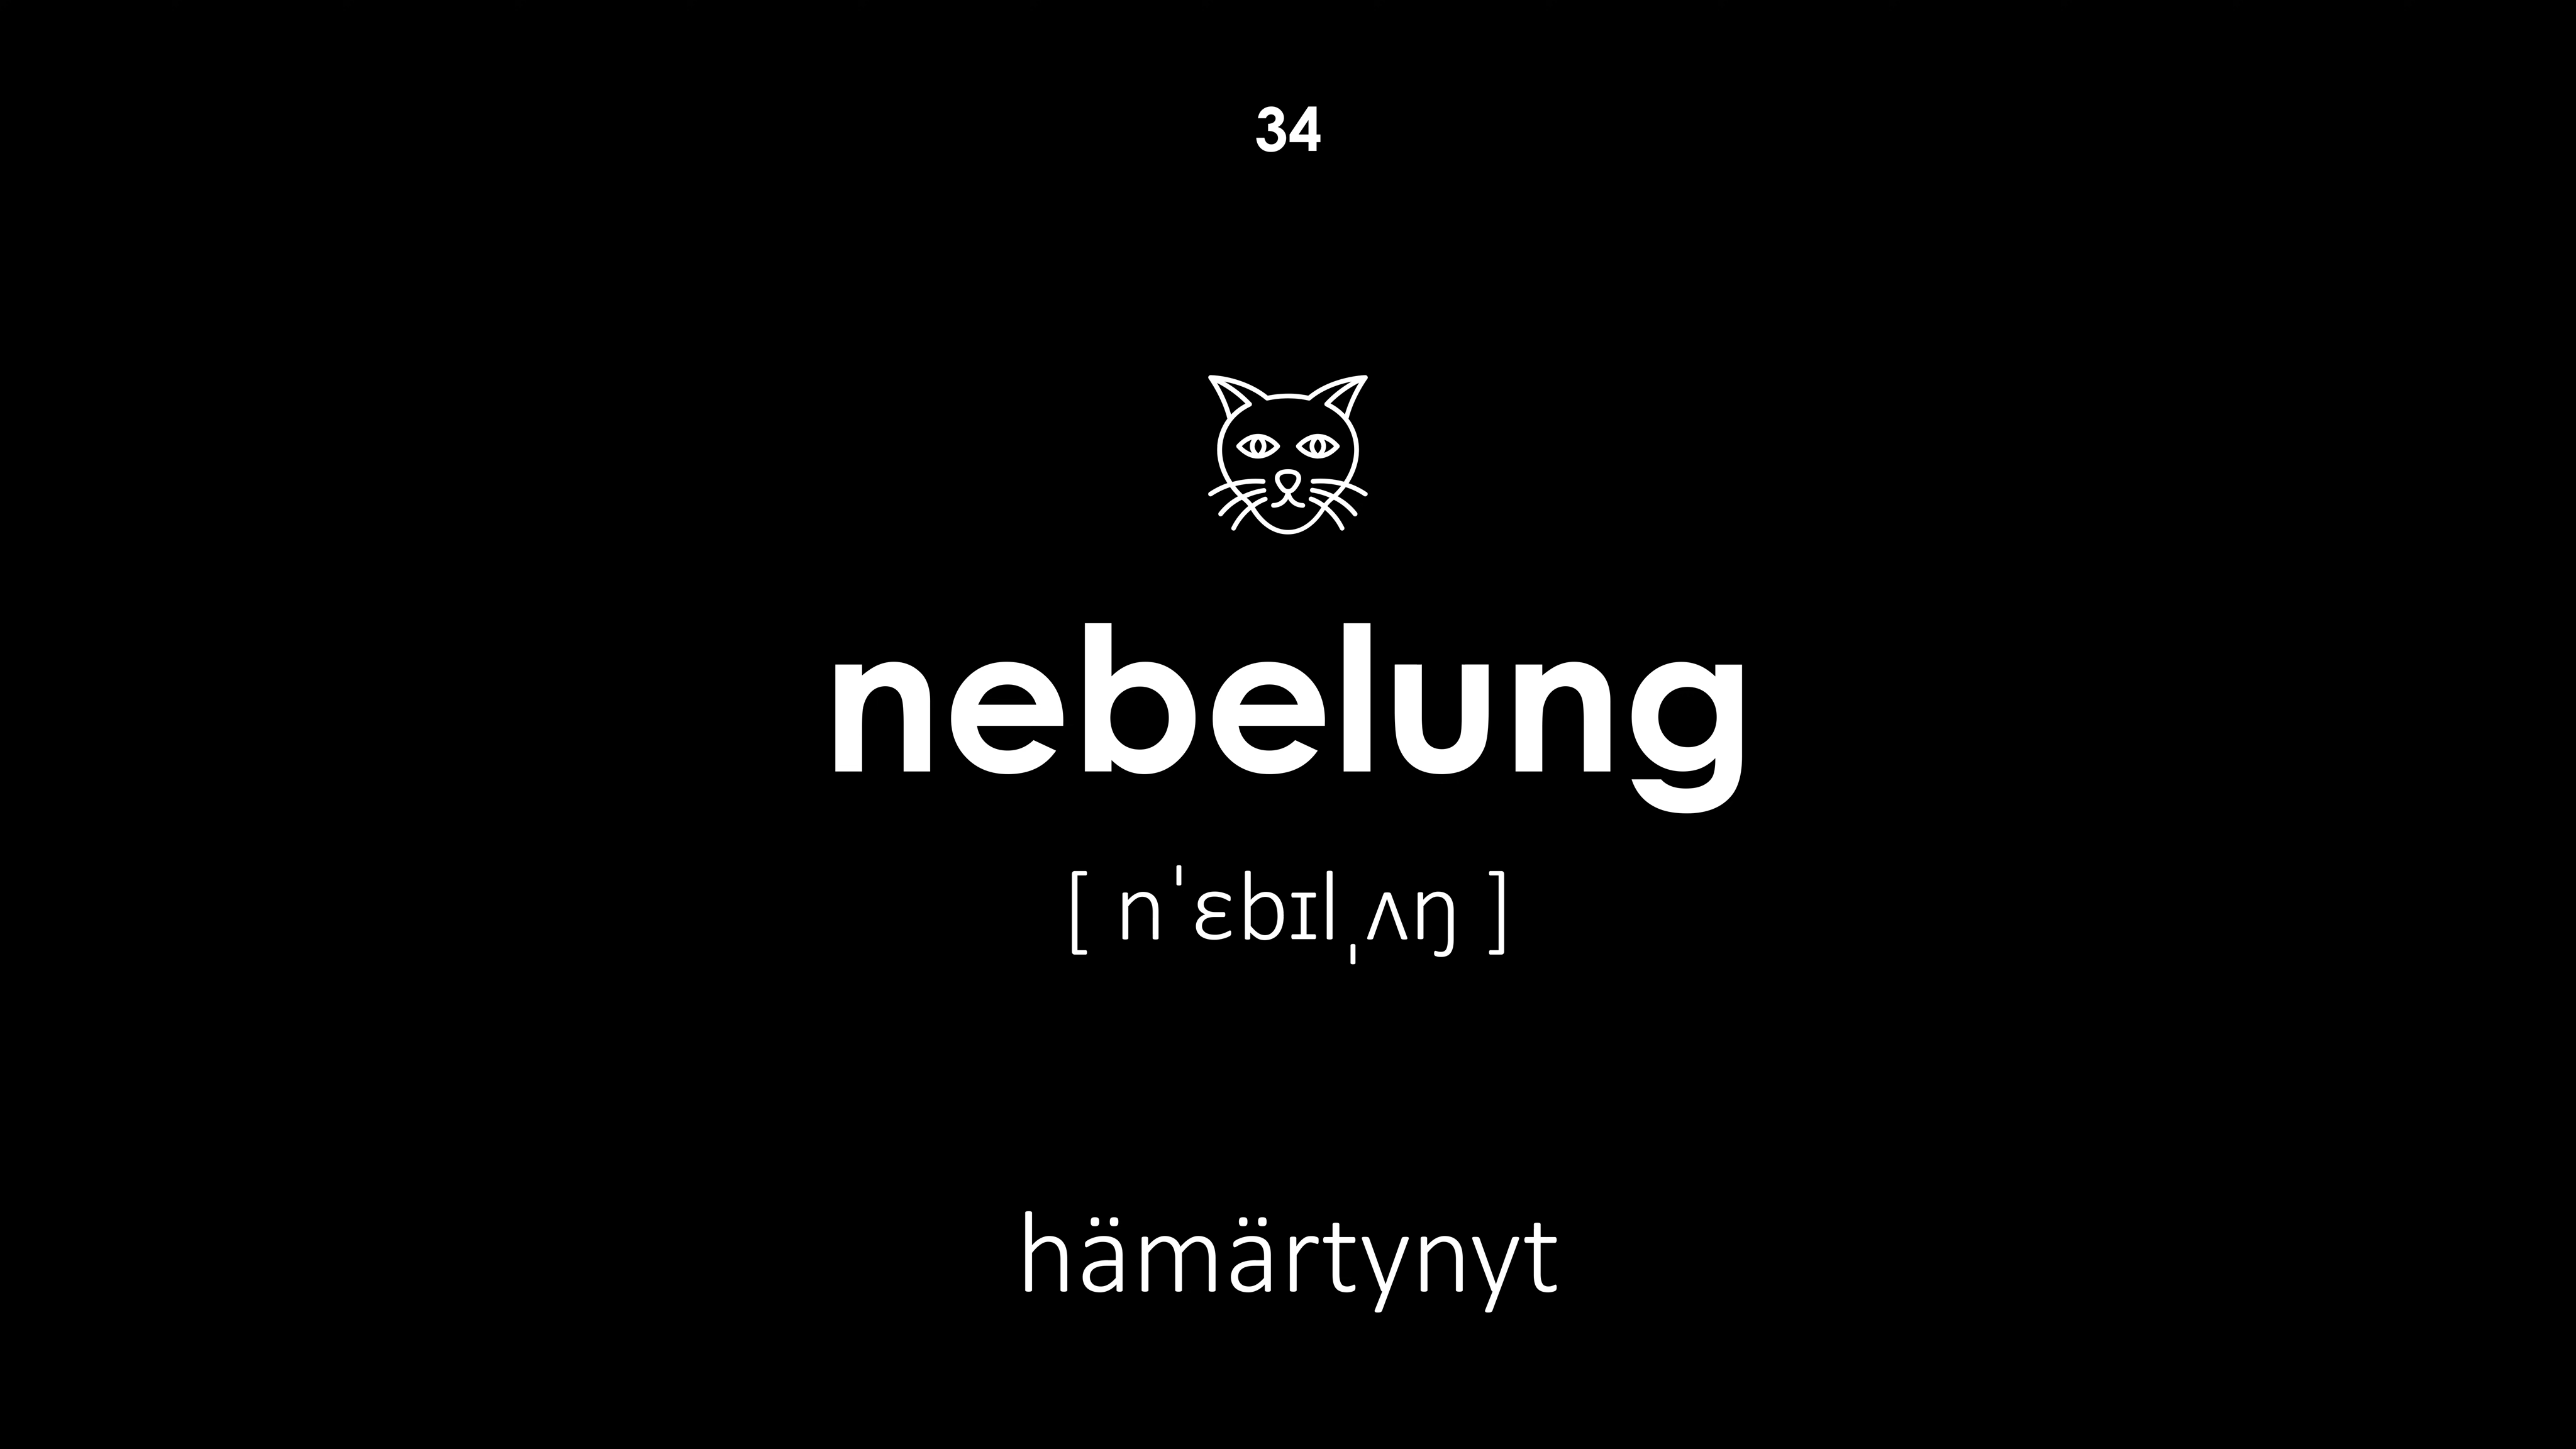 34
nebelung
[ nˈɛbɪlˌʌŋ ]
hämärtynyt